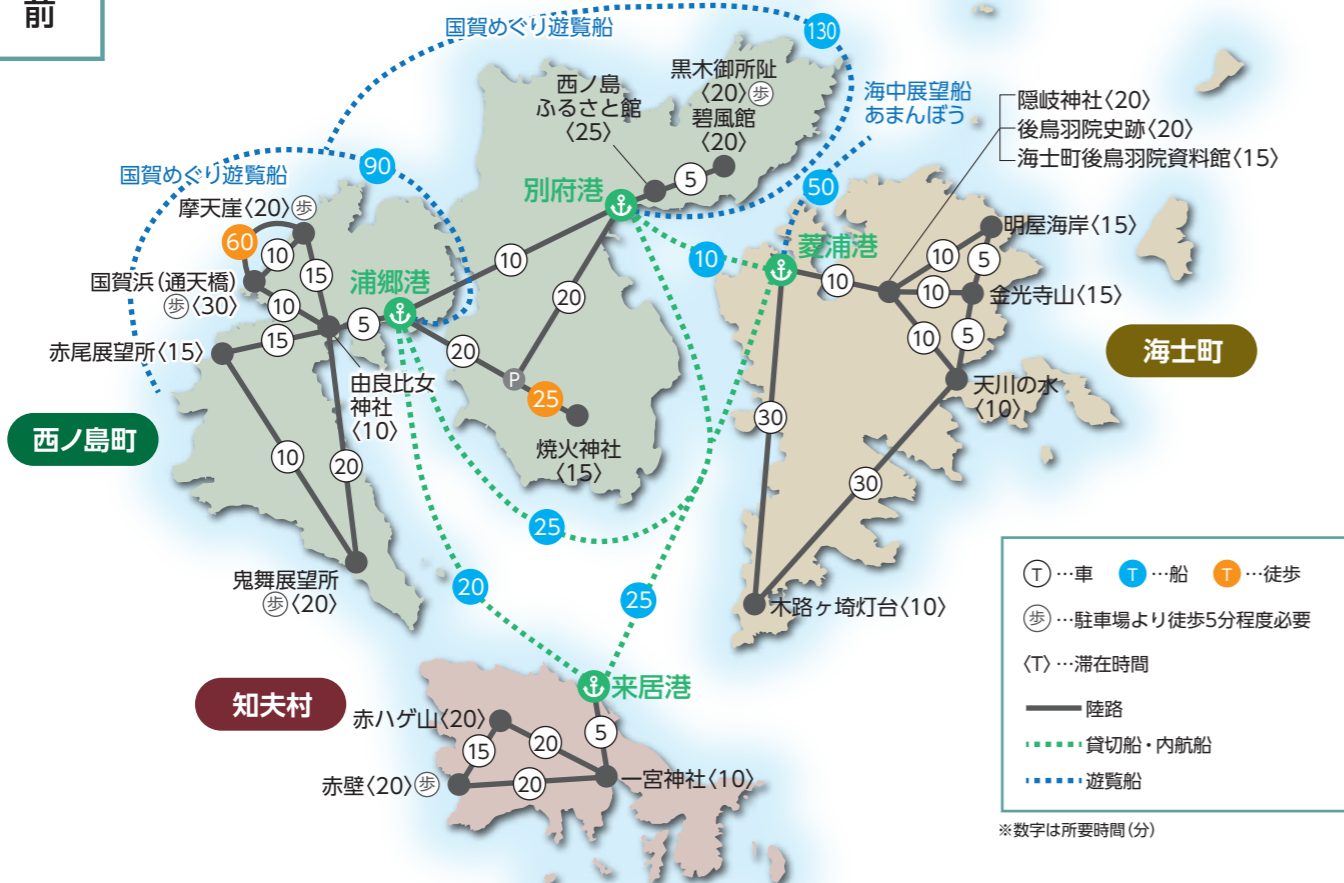 前
国賀めぐり遊覧船
130
西ノ島
ふるさと館
〈25〉
黒木御所阯
〈20〉歩
碧風館
〈20〉
5
海中展望船
あまんぼう
50
隠岐神社〈20〉
後鳥羽院史跡〈20〉
海士町後鳥羽院資料館〈15〉
国賀めぐり遊覧船
90
摩天崖〈20〉歩
60
10
15
国賀浜（通天橋）
歩〈30〉
10
浦郷港
5
15
赤尾展望所〈15〉
由良比女
神社
〈10〉
西ノ島町
10
20
鬼舞展望所
歩〈20〉
別府港
10
20
20
P
25
焼火神社
〈15〉
10
菱浦港
10
明屋海岸〈15〉
10
5
10
金光寺山〈15〉
10
5
天川の水
〈10〉
海士町
30
30
木路ヶ埼灯台〈10〉
25
20
25
来居港
知夫村
赤ハゲ山〈20〉
5
15
20
赤壁〈20〉歩
20
一宮神社〈10〉
T…車 T…船 T…徒歩
歩…駐車場より徒歩5分程度必要
〈T〉…滞在時間
陸路
貸切船・内航船
遊覧船
※数字は所要時間（分）